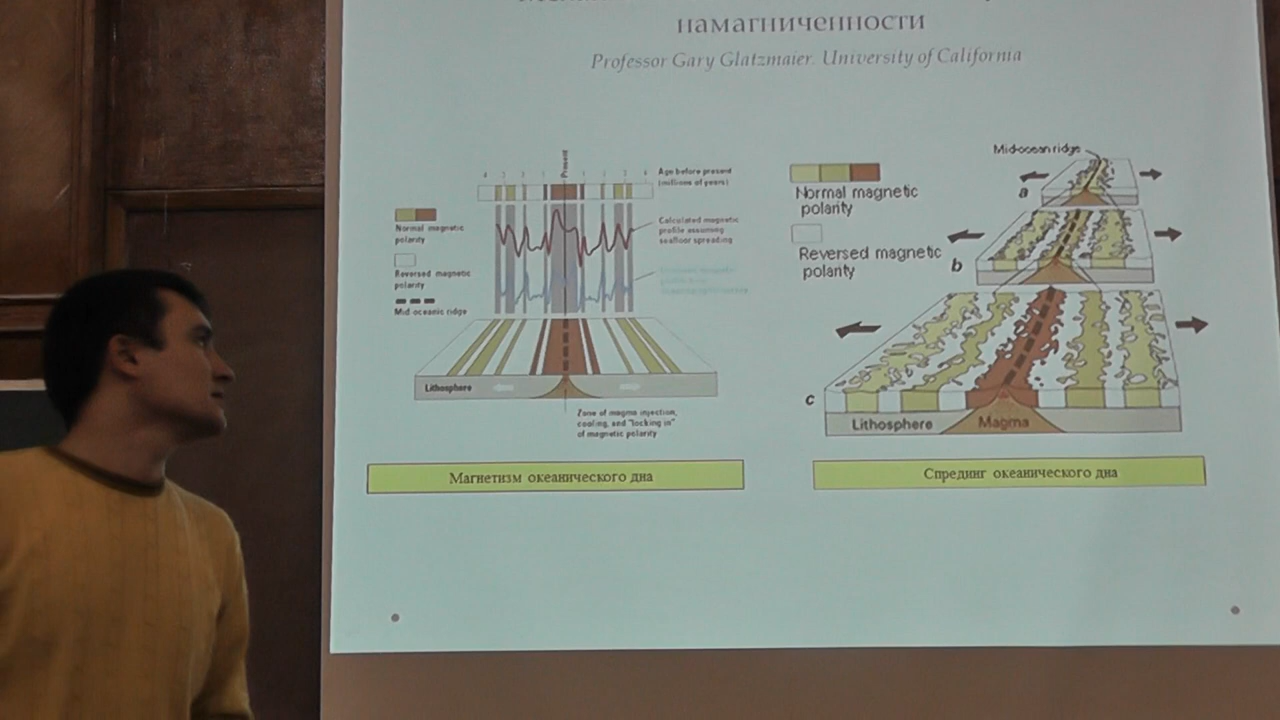 намагниченности
Professor Gary Glatzmaier. University of California
Present
Age before present
(millions of years)
Normal magnetic
polarity
Reversed magnetic
polarity
Mid oceanic ridge
Calculated magnetic
profile assuming
seafloor spreading
Lithosphere
Zone of magma injection,
cooling, and "locking in"
of magnetic polarity
Магнетизм океанического дна
Normal magnetic
polarity
Reversed magnetic
polarity
Mid-ocean ridge
a
b
c
Lithosphere
Magma
Спрединг океанического дна